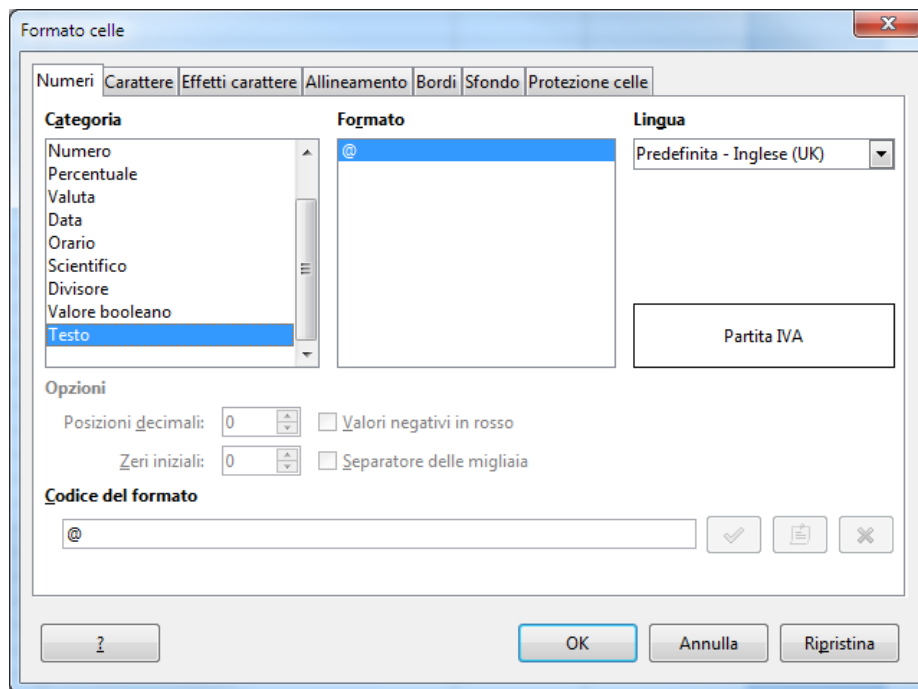 Formato celle
Numeri Carattere Effetti carattere Allineamento Bordi Sfondo Protezione celle
Categoria Formato Lingua
Numero
Percentuale
Valuta
Data
Orario
Scientifico
Divisore
Valore booleano
Testo
@
Predefinita - Inglese (UK)
Partita IVA
Opzioni
Posizioni decimali: 0 Valori negativi in rosso
Zeri iniziali: 0 Separatore delle migliaia
Codice del formato
@
? OK Annulla Ripristina